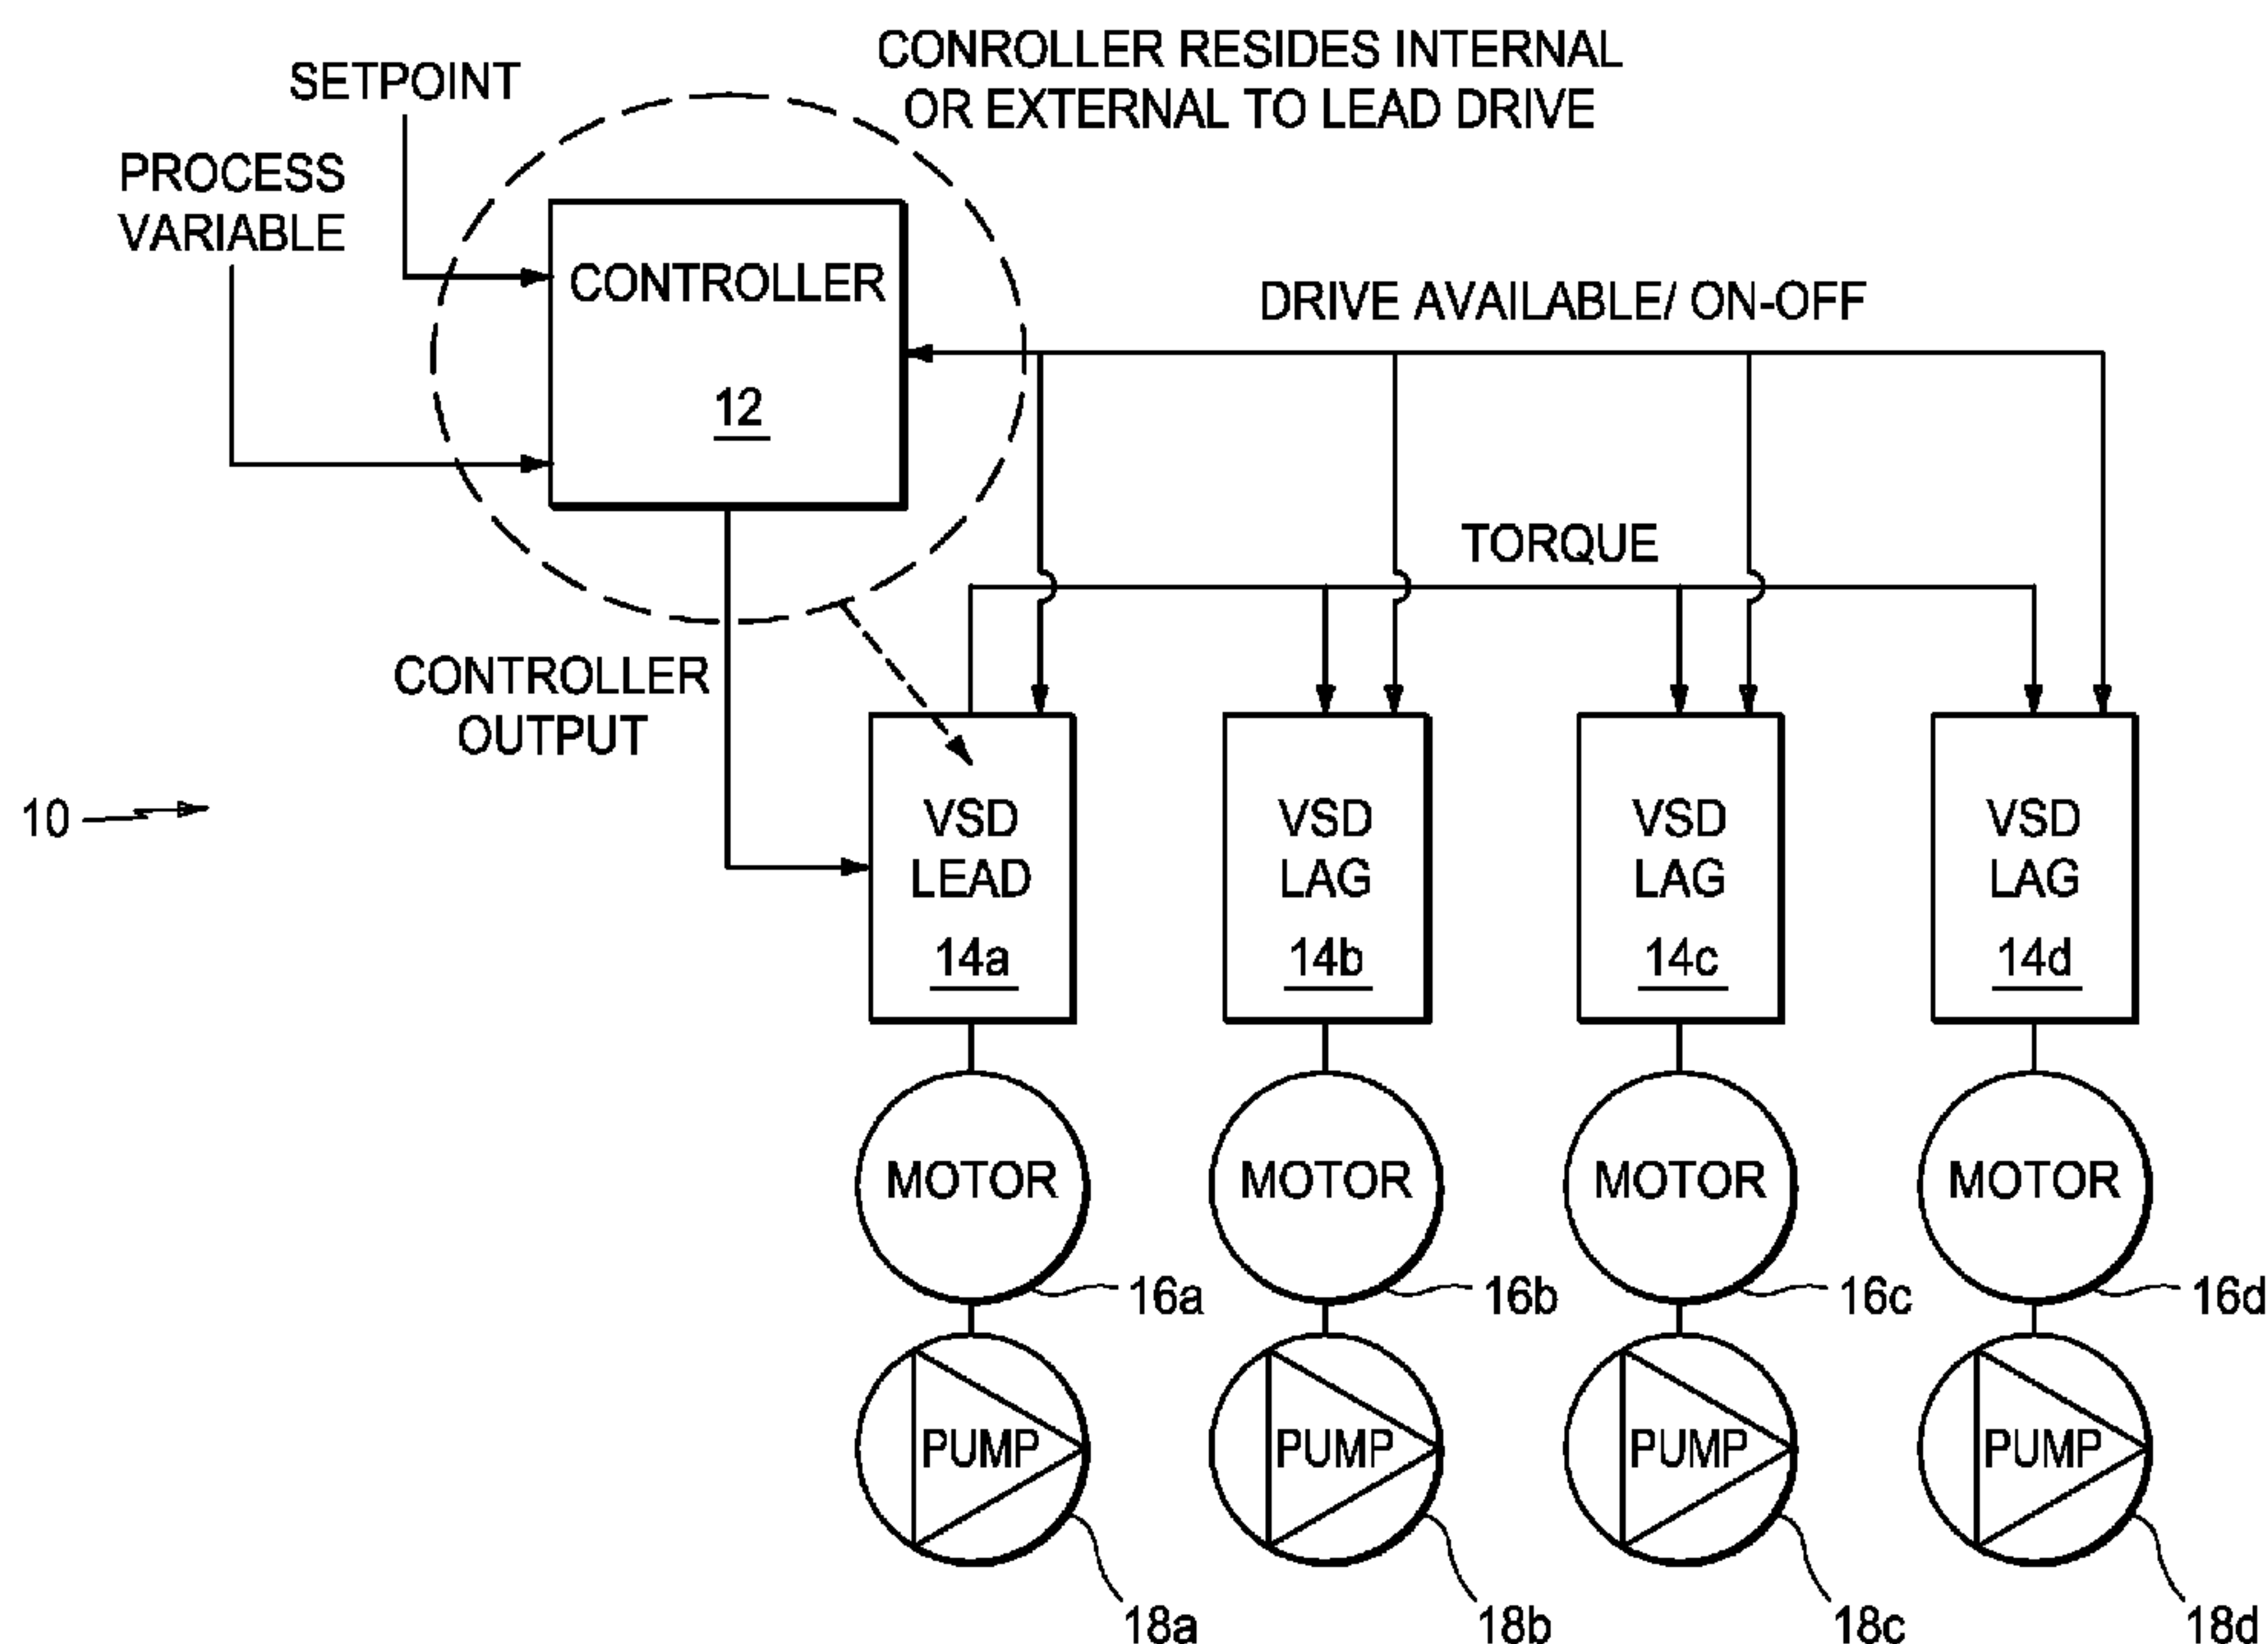 SETPOINT
CONROLLER RESIDES INTERNAL
OR EXTERNAL TO LEAD DRIVE
PROCESS
VARIABLE
CONTROLLER
12
DRIVE AVAILABLE/ ON-OFF
TORQUE
CONTROLLER
OUTPUT
10
VSD
LEAD
14a
VSD
LAG
14b
VSD
LAG
14c
VSD
LAG
14d
MOTOR
MOTOR
MOTOR
MOTOR
16a
16b
16c
16d
PUMP
PUMP
PUMP
PUMP
18a
18b
18c
18d